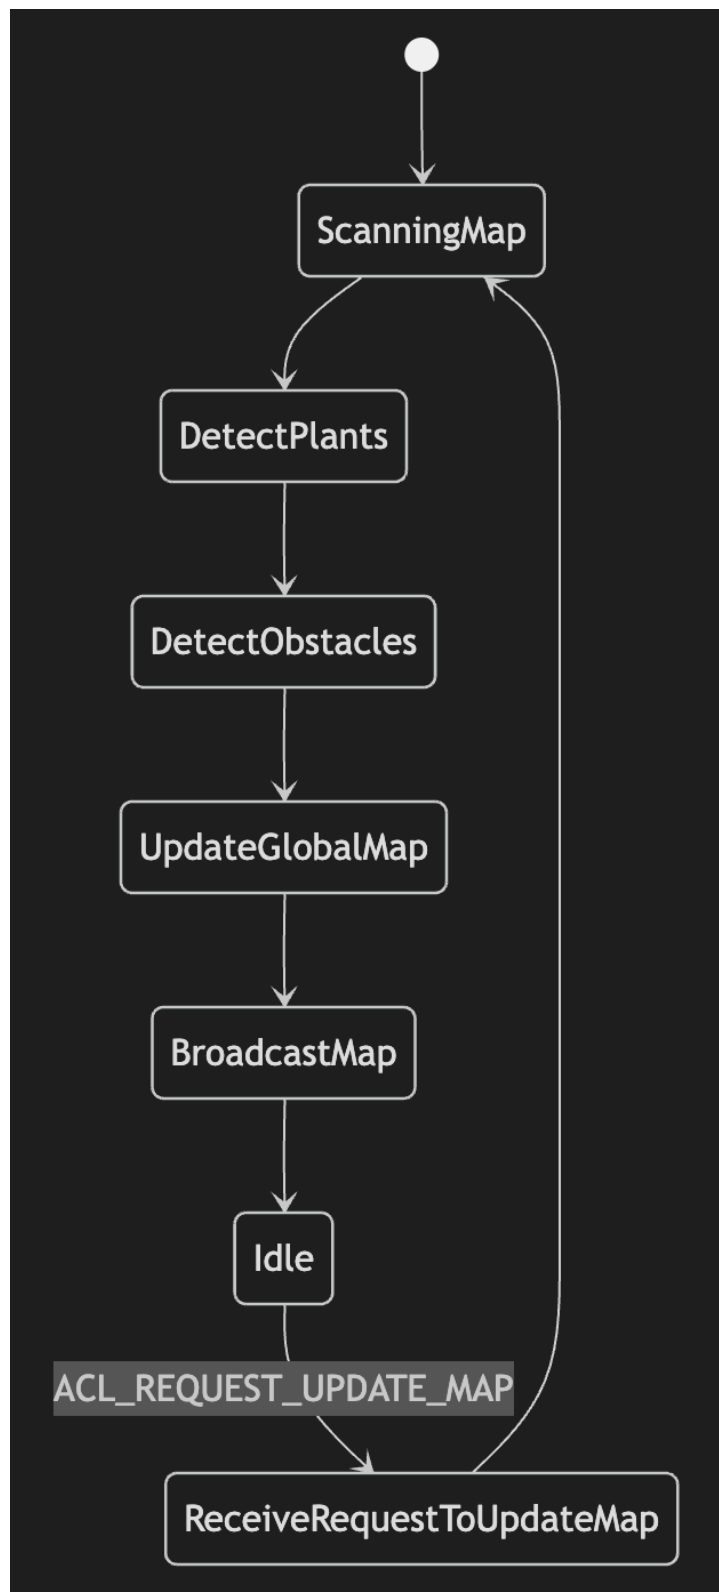 ScanningMap
DetectPlants
DetectObstacles
UpdateGlobalMap
BroadcastMap
Idle
ACL_REQUEST_UPDATE_MAP
ReceiveRequestToUpdateMap